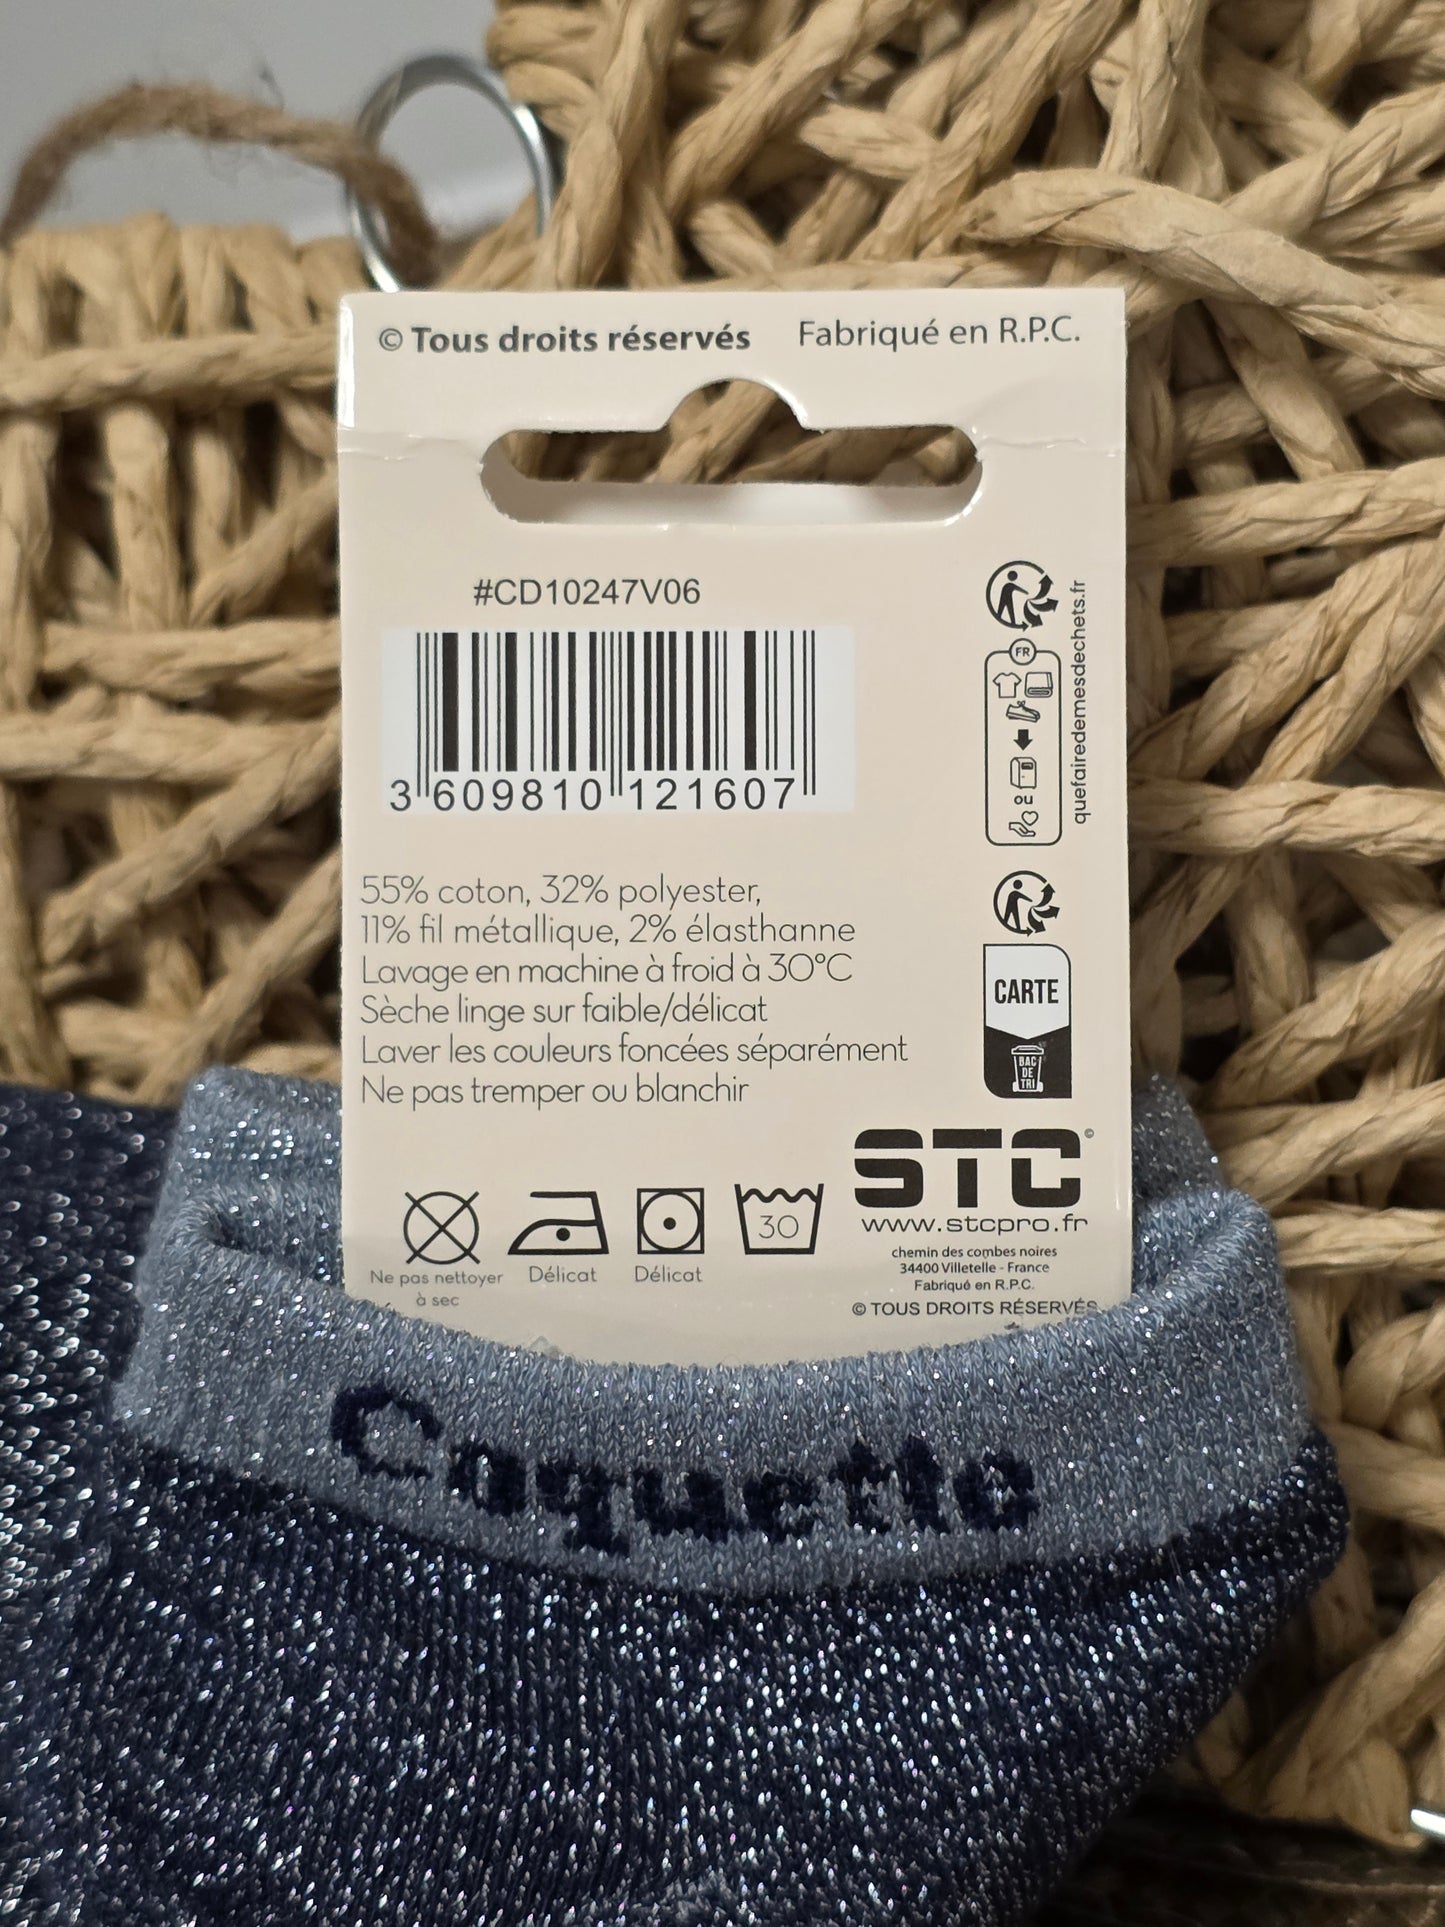 © Tous droits réservés Fabriqué en R.P.C.
#CD10247V06
3 609810 121607
quefairedemesdechets.fr
FR
OU
55% coton, 32% polyester,
11% fil métallique, 2% élasthanne
Lavage en machine à froid à 30°C
Sèche linge sur faible/délicat
Laver les couleurs foncées séparément
Ne pas tremper ou blanchir
CARTE
BAC
DE
TRI
30
Ne pas nettoyer
à sec
Délicat
Délicat
STC©
www.stcpro.fr
chemin des combes noires
34400 Villetelle - France
Fabriqué en R.P.C.
© TOUS DROITS RÉSERVÉS
Coquette